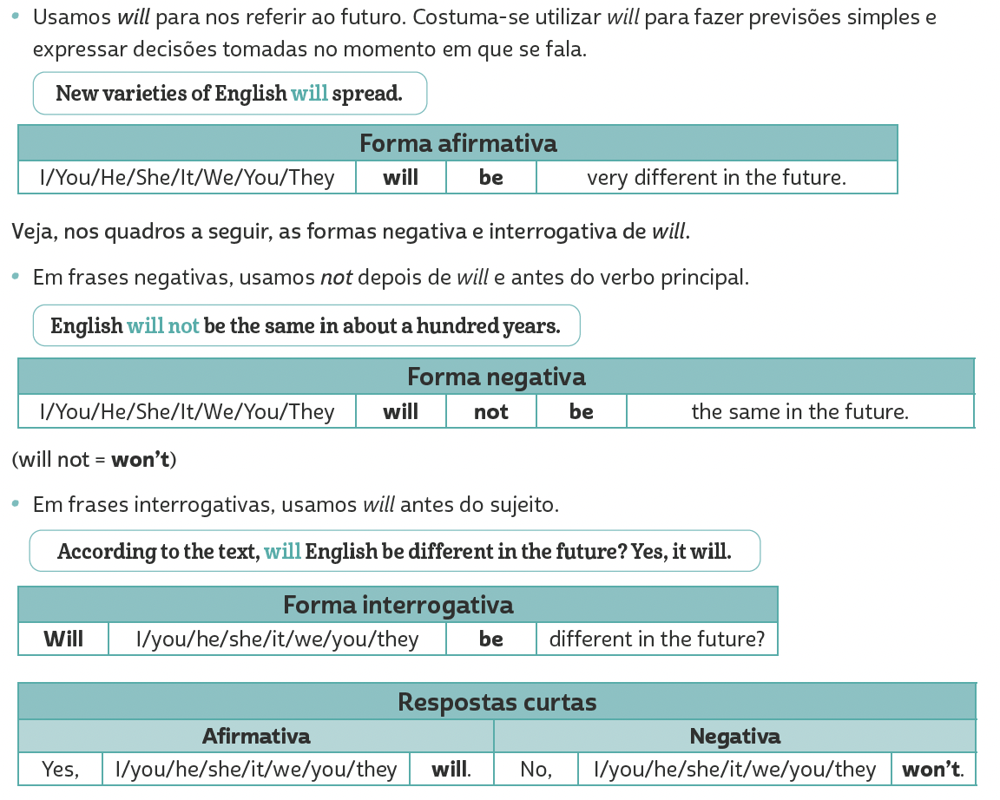 • Usamos will para nos referir ao futuro. Costuma-se utilizar will para fazer previsões simples e
expressar decisões tomadas no momento em que se fala.
New varieties of English will spread.
Forma afirmativa
I/You/He/She/It/We/You/They will be very different in the future.
Veja, nos quadros a seguir, as formas negativa e interrogativa de will.
• Em frases negativas, usamos not depois de will e antes do verbo principal.
English will not be the same in about a hundred years.
Forma negativa
I/You/He/She/It/We/You/They will not be the same in the future.
(will not = won't)
• Em frases interrogativas, usamos will antes do sujeito.
According to the text, will English be different in the future? Yes, it will.
Forma interrogativa
Will I/you/he/she/it/we/you/they be different in the future?
Respostas curtas
Afirmativa Negativa
Yes, I/you/he/she/it/we/you/they will. No, I/you/he/she/it/we/you/they won't.